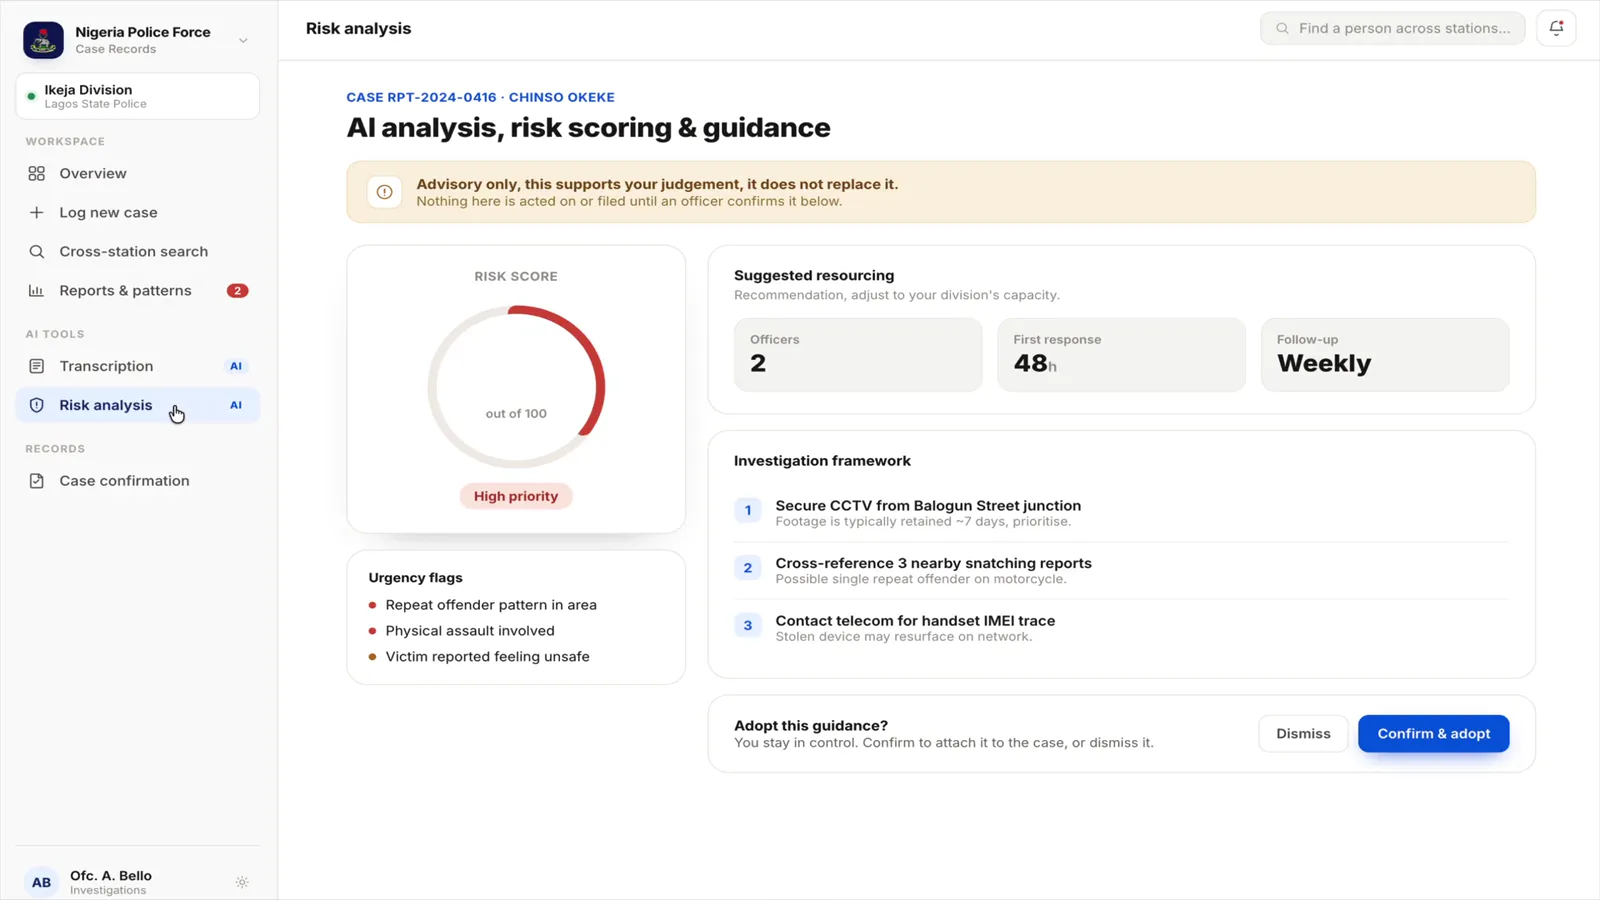 Nigeria Police Force
Case Records
Ikeja Division
Lagos State Police
WORKSPACE
Overview
Log new case
Cross-station search
Reports & patterns
2
AI TOOLS
Transcription
AI
Risk analysis
AI
RECORDS
Case confirmation
AB
Ofc. A. Bello
Investigations
Risk analysis
Find a person across stations...
CASE RPT-2024-0416 · CHINSO OKEKE
AI analysis, risk scoring & guidance
Advisory only, this supports your judgement, it does not replace it.
Nothing here is acted on or filed until an officer confirms it below.
RISK SCORE
out of 100
High priority
Urgency flags
Repeat offender pattern in area
Physical assault involved
Victim reported feeling unsafe
Suggested resourcing
Recommendation, adjust to your division's capacity.
Officers
2
First response
48h
Follow-up
Weekly
Investigation framework
1
Secure CCTV from Balogun Street junction
Footage is typically retained ~7 days, prioritise.
2
Cross-reference 3 nearby snatching reports
Possible single repeat offender on motorcycle.
3
Contact telecom for handset IMEI trace
Stolen device may resurface on network.
Adopt this guidance?
You stay in control. Confirm to attach it to the case, or dismiss it.
Dismiss
Confirm & adopt